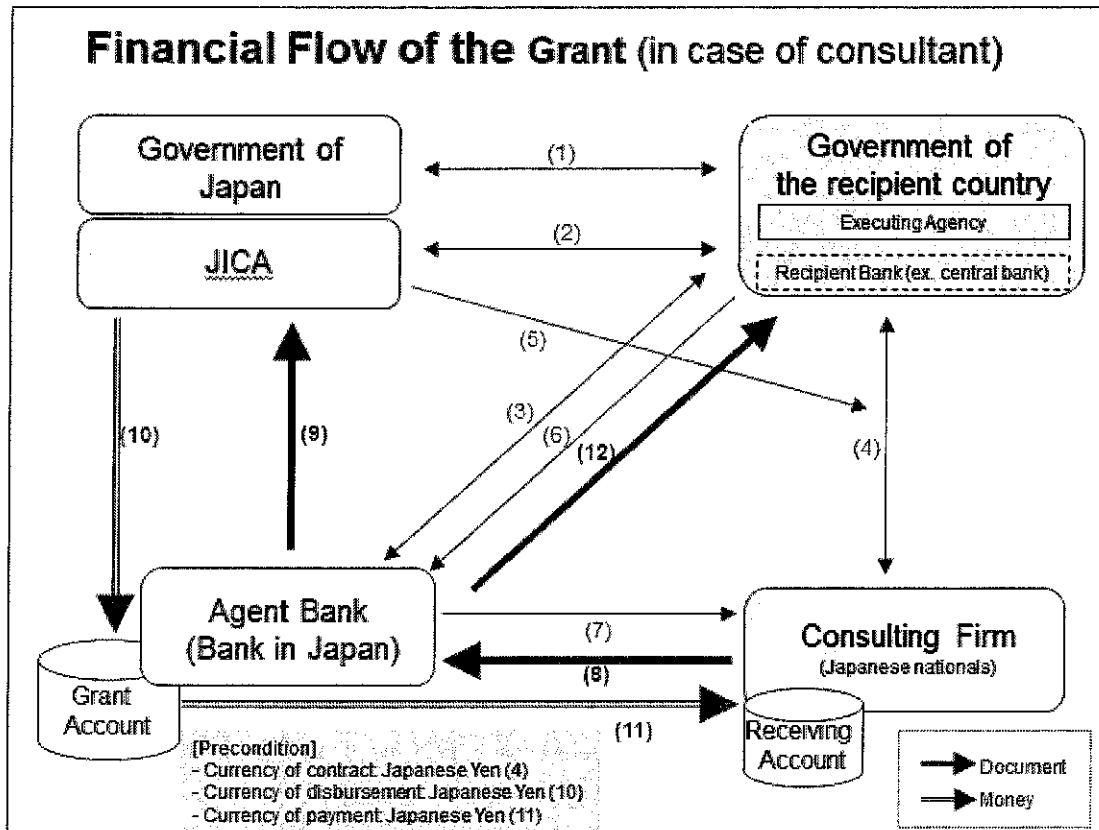 Financial Flow of the Grant (in case of consultant)
Government of
Japan
JICA
(1)
(2)
Government of
the recipient country
Executing Agency
Recipient Bank (ex. central bank)
(5)
(3)
(6)
(12)
(10)
(9)
(4)
Agent Bank
(Bank in Japan)
(7)
(8)
Consulting Firm
(Japanese nationals)
Grant
Account
(11)
Receiving
Account
[Precondition]
- Currency of contract: Japanese Yen (4)
- Currency of disbursement: Japanese Yen (10)
- Currency of payment: Japanese Yen (11)
Document
Money